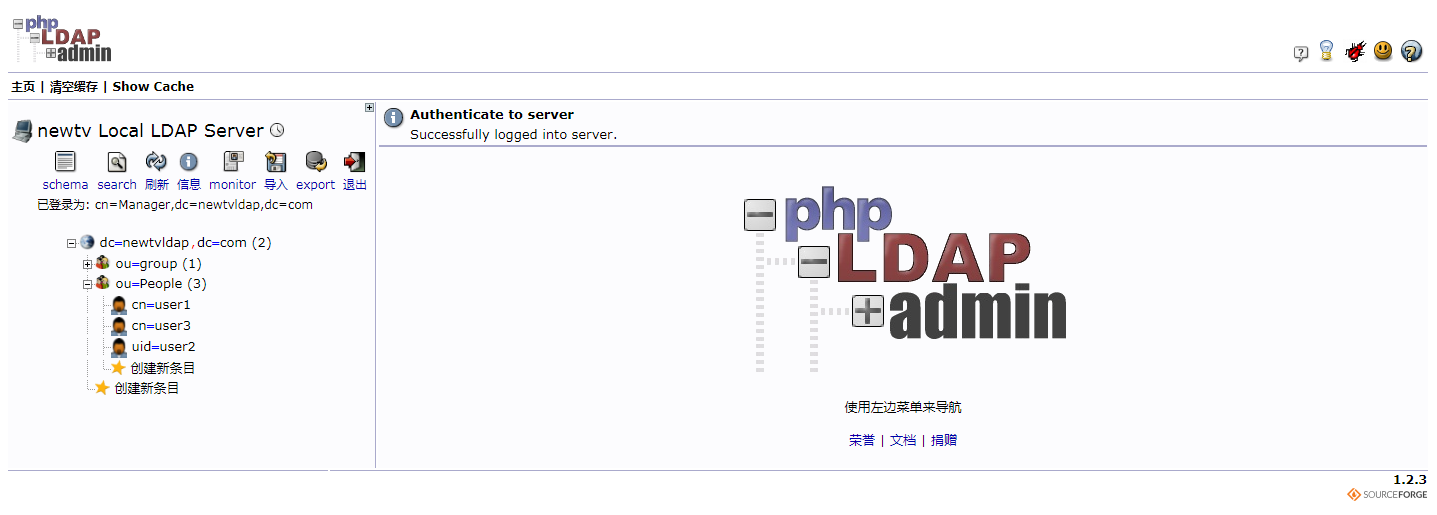 php
LDAP
admin
主页 | 清空缓存 | Show Cache
newtv Local LDAP Server
schema search 刷新 信息 monitor 导入 export 退出
已登录为: cn=Manager,dc=newtvldap,dc=com
dc=newtvldap,dc=com (2)
ou=group (1)
ou=People (3)
cn=user1
cn=user3
uid=user2
创建新条目
创建新条目
Authenticate to server
Successfully logged into server.
php
LDAP
admin
使用左边菜单来导航
荣誉 | 文档 | 捐赠
1.2.3
SOURCEFORGE